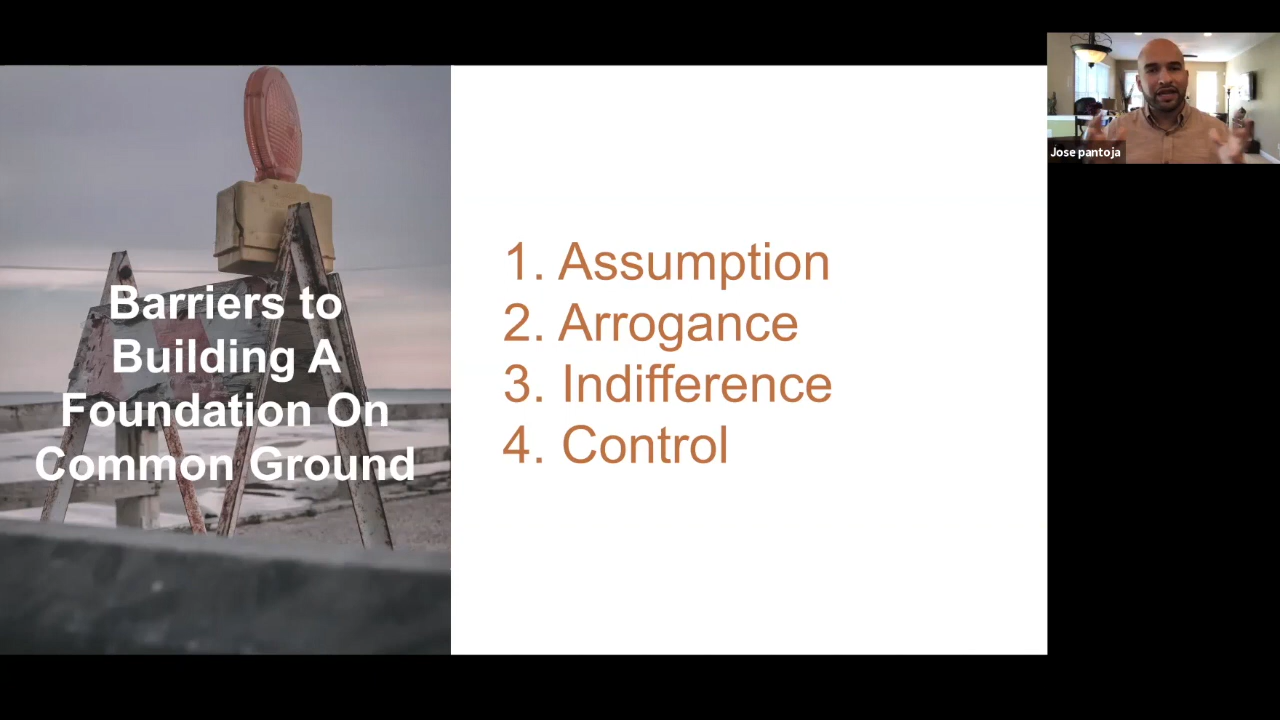 Barriers to
Building A
Foundation On
Common Ground
1. Assumption
2. Arrogance
3. Indifference
4. Control
Jose pantoja